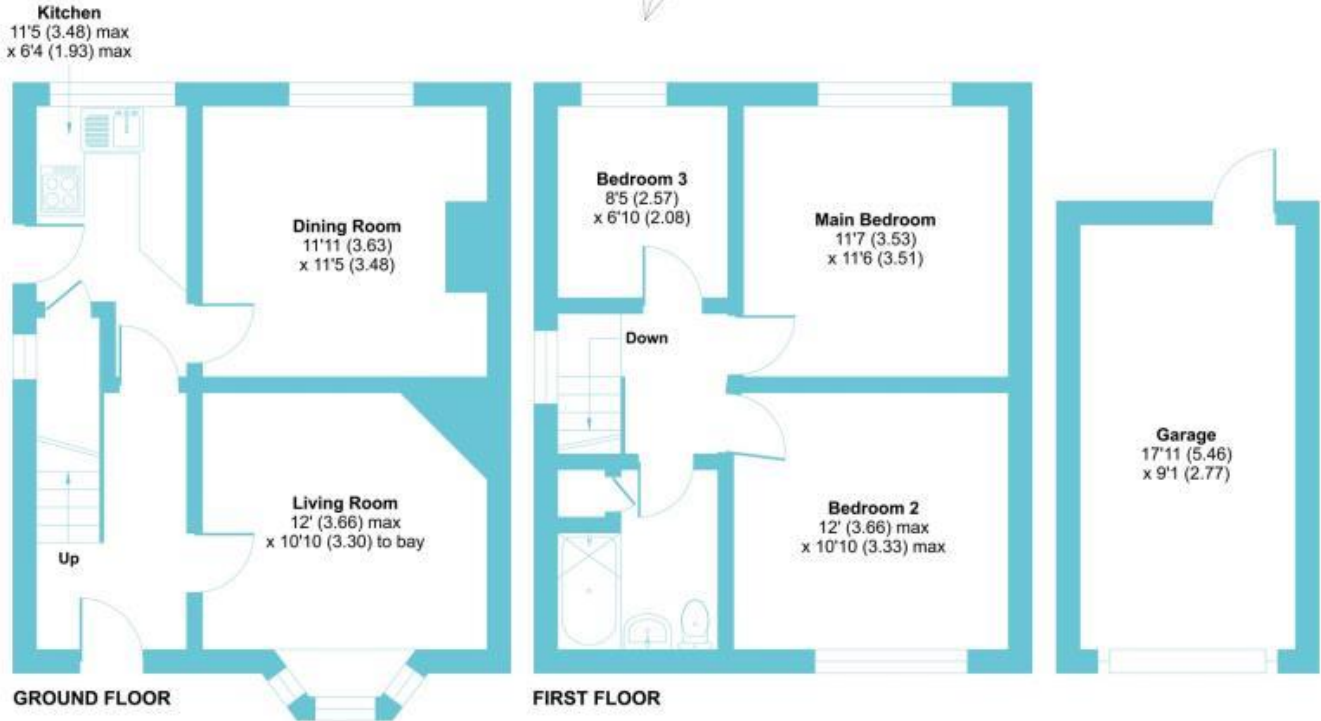 Kitchen
11'5 (3.48) max
x 6'4 (1.93) max
Dining Room
11'11 (3.63)
x 11'5 (3.48)
Living Room
12' (3.66) max
x 10'10 (3.30) to bay
Up
GROUND FLOOR
Bedroom 3
8'5 (2.57)
x 6'10 (2.08)
Main Bedroom
11'7 (3.53)
x 11'6 (3.51)
Down
Bedroom 2
12' (3.66) max
x 10'10 (3.33) max
FIRST FLOOR
Garage
17'11 (5.46)
x 9'1 (2.77)